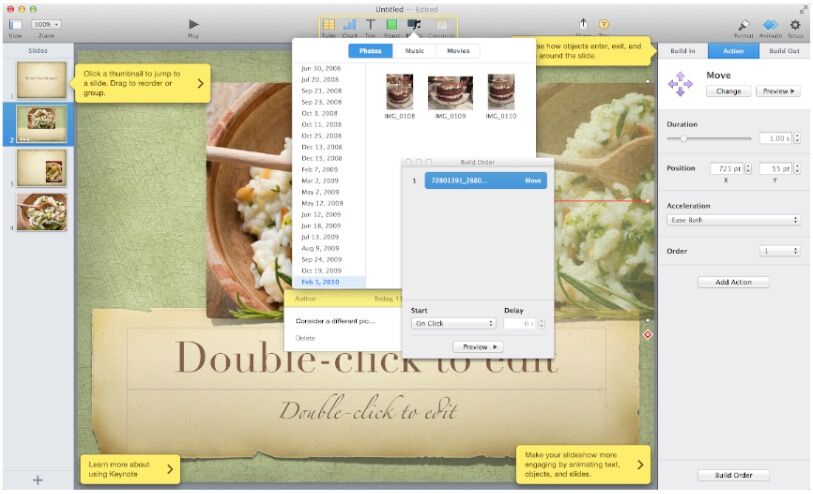 Untitled — Edited
View
Zoom
100%
Play
Table
Chart
Text
Shape
Comment
Share
Tips
Format
Animate
Setup
Slides
1
2
3
4
Click a thumbnail to jump to
a slide. Drag to reorder or
group.
Photos
Music
Movies
Jun 30, 2008
Jul 20, 2008
Sep 21, 2008
Sep 23, 2008
Oct 3, 2008
Oct 11, 2008
Oct 25, 2008
Dec 13, 2008
Dec 15, 2008
Feb 7, 2009
Mar 2, 2009
May 12, 2009
Jun 12, 2009
Jun 18, 2009
Jul 13, 2009
Aug 9, 2009
Sep 24, 2009
Oct 19, 2009
Feb 1, 2010
IMG_0108
IMG_0109
IMG_0110
se how objects enter, exit, and
around the slide.
Build Order
1
72801391_2880...
Move
Start
Delay
On Click
0 s
Preview
Author
Today, 11
Consider a different pic...
Delete
Double-click to edit
Double-click to edit
Learn more about
using Keynote
Make your slideshow more
engaging by animating text,
objects, and slides.
Build In
Action
Build Out
Move
Change
Preview
Duration
1.00 s
Position
725 pt
55 pt
X
Y
Acceleration
Ease Both
Order
1
Add Action
Build Order